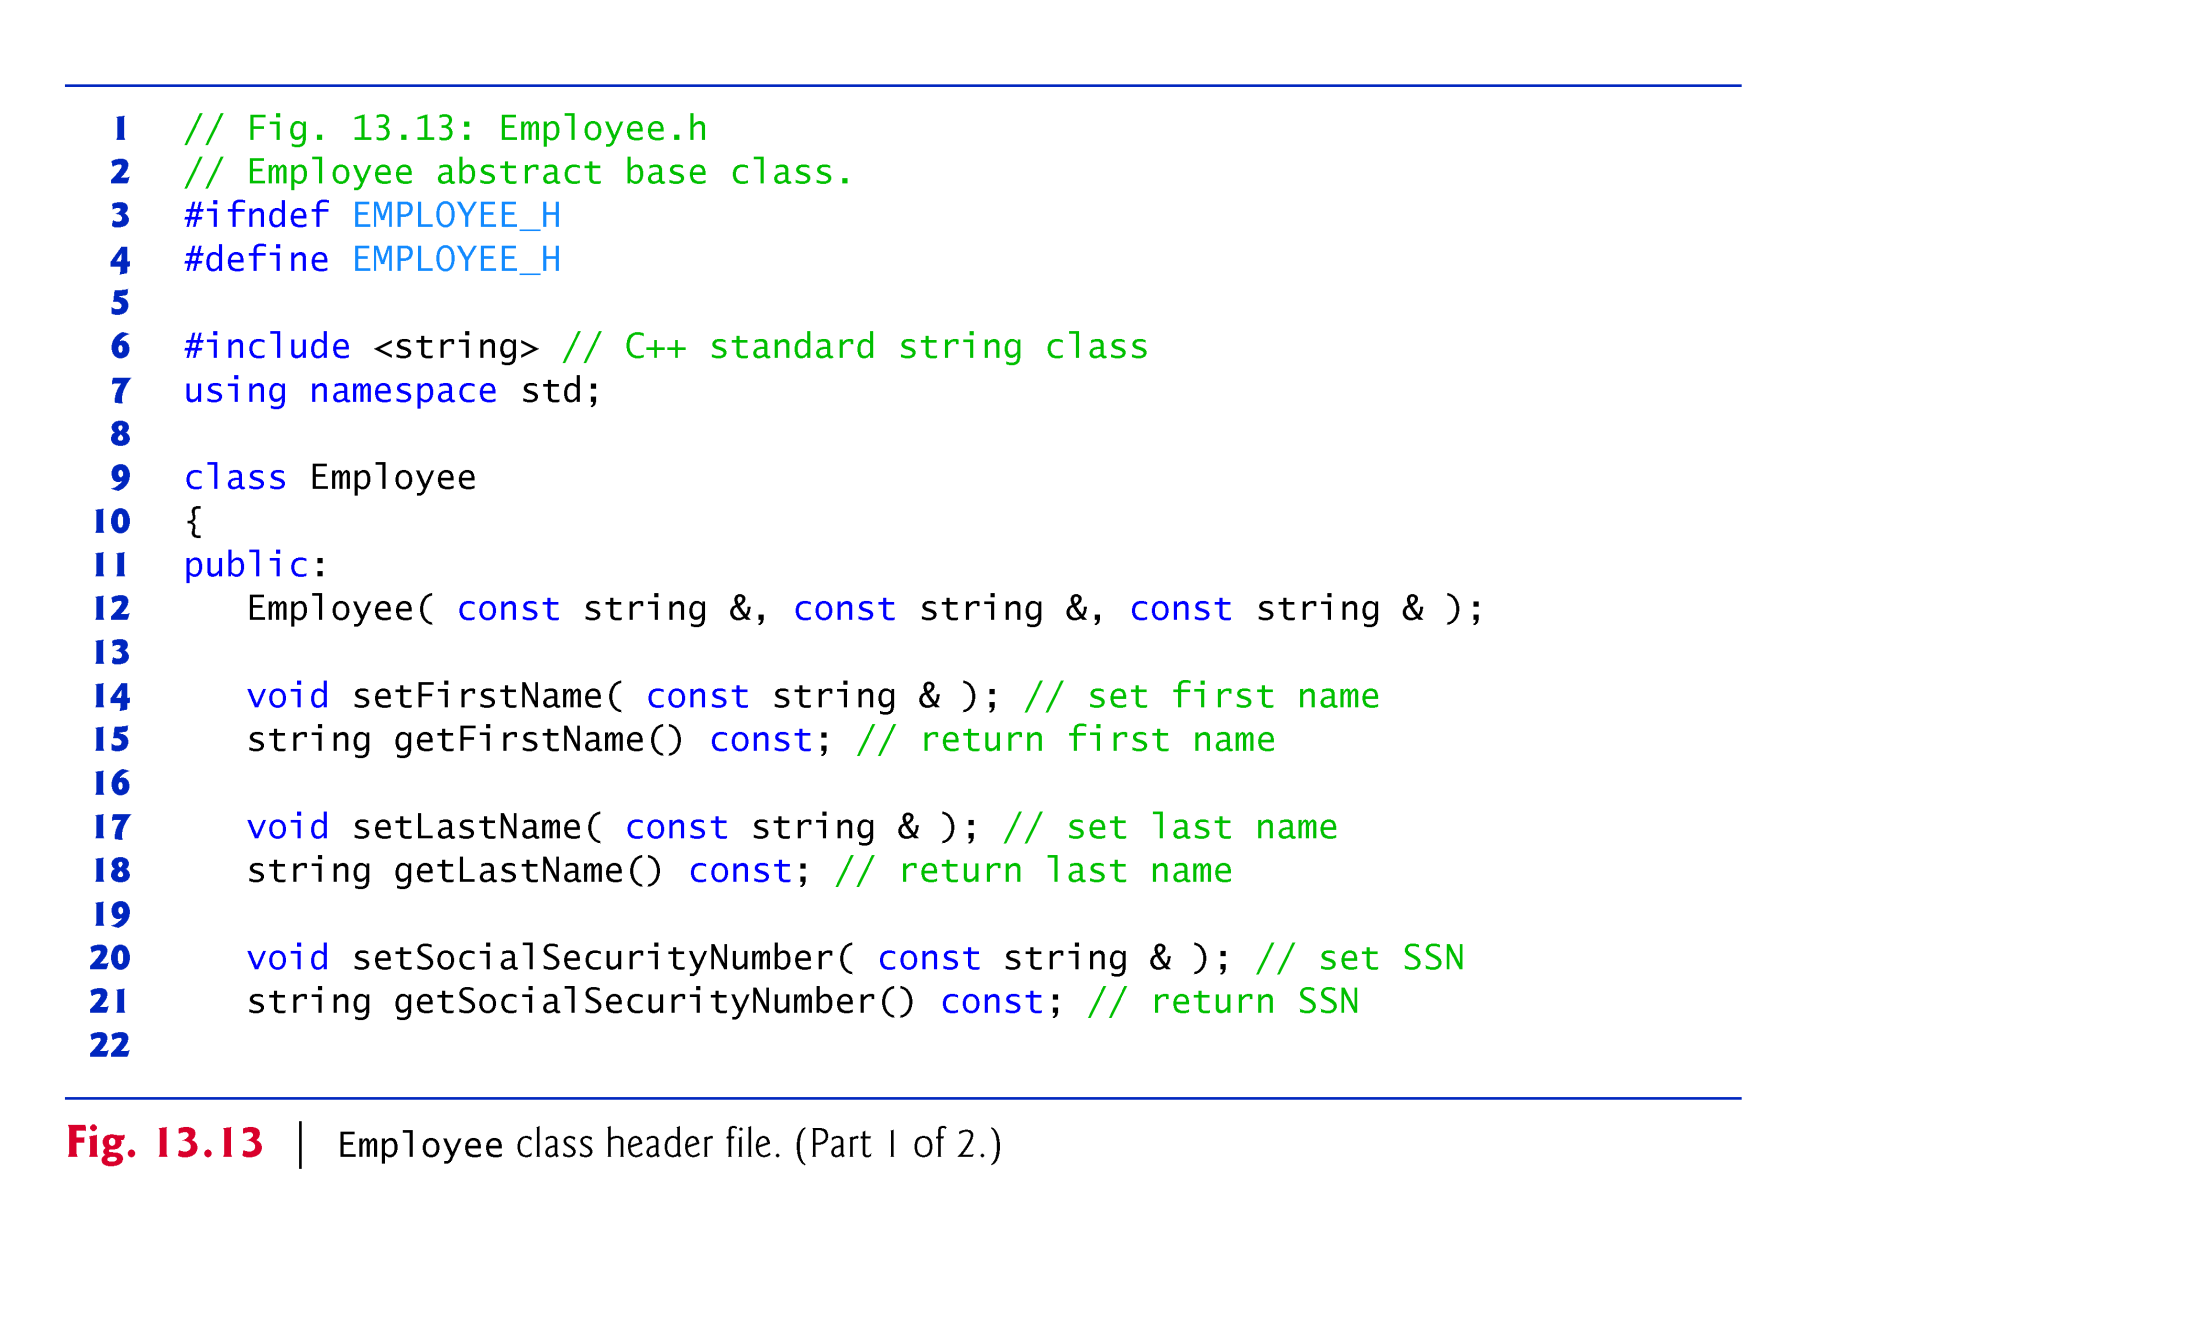 1 // Fig. 13.13: Employee.h
2 // Employee abstract base class.
3 #ifndef EMPLOYEE_H
4 #define EMPLOYEE_H
5
6 #include <string> // C++ standard string class
7 using namespace std;
8
9 class Employee
10 {
11 public:
12    Employee( const string &, const string &, const string & );
13
14    void setFirstName( const string & ); // set first name
15    string getFirstName() const; // return first name
16
17    void setLastName( const string & ); // set last name
18    string getLastName() const; // return last name
19
20    void setSocialSecurityNumber( const string & ); // set SSN
21    string getSocialSecurityNumber() const; // return SSN
22
Fig. 13.13 | Employee class header file. (Part 1 of 2.)